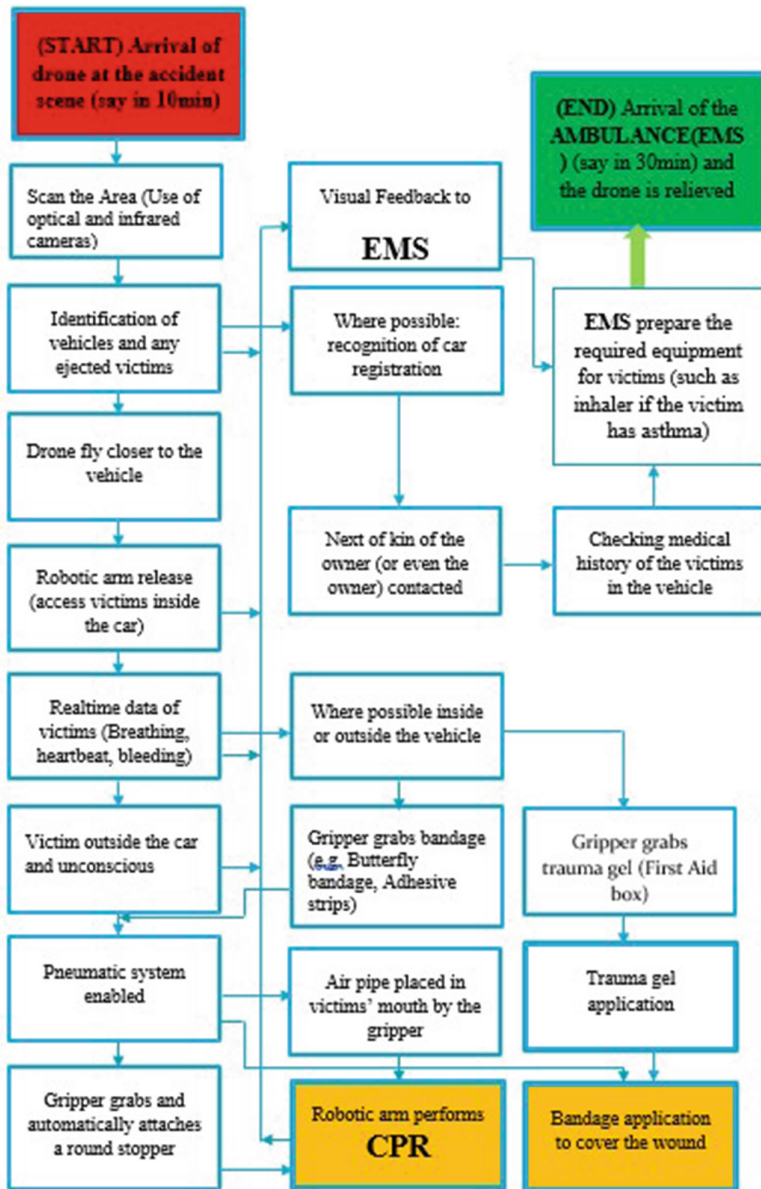 (START) Arrival of
drone at the accident
scene (say in 10min)
Scan the Area (Use of
optical and infrared
cameras)
Identification of
vehicles and any
ejected victims
Drone fly closer to the
vehicle
Robotic arm release
(access victims inside
the car)
Realtime data of
victims (Breathing,
heartbeat, bleeding)
Victim outside the car
and unconscious
Pneumatic system
enabled
Gripper grabs and
automatically attaches
a round stopper
Visual Feedback to
EMS
Where possible:
recognition of car
registration
Next of kin of the
owner (or even the
owner) contacted
Where possible inside
or outside the vehicle
Gripper grabs bandage
(e.g. Butterfly
bandage, Adhesive
strips)
Air pipe placed in
victims' mouth by the
gripper
Robotic arm performs
CPR
(END) Arrival of the
AMBULANCE(EMS
) (say in 30min) and
the drone is relieved
EMS prepare the
required equipment
for victims (such as
inhaler if the victim
has asthma)
Checking medical
history of the victims
in the vehicle
Gripper grabs
trauma gel (First Aid
box)
Trauma gel
application
Bandage application
to cover the wound